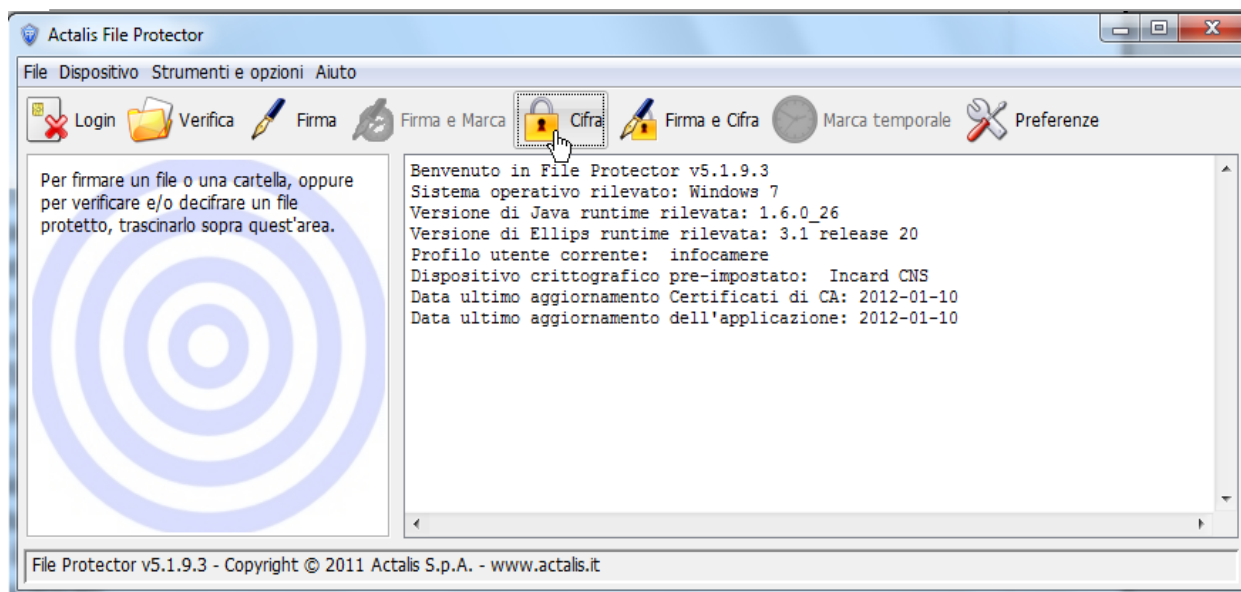 Actalis File Protector
File Dispositivo Strumenti e opzioni Aiuto
Login Verifica Firma Firma e Marca Cifra Firma e Cifra Marca temporale Preferenze
Per firmare un file o una cartella, oppure
per verificare e/o decifrare un file
protetto, trascinarlo sopra quest'area.
Benvenuto in File Protector v5.1.9.3
Sistema operativo rilevato: Windows 7
Versione di Java runtime rilevata: 1.6.0_26
Versione di Ellips runtime rilevata: 3.1 release 20
Profilo utente corrente:  infocamere
Dispositivo crittografico pre-impostato:  Incard CNS
Data ultimo aggiornamento Certificati di CA: 2012-01-10
Data ultimo aggiornamento dell'applicazione: 2012-01-10
File Protector v5.1.9.3 - Copyright © 2011 Actalis S.p.A. - www.actalis.it